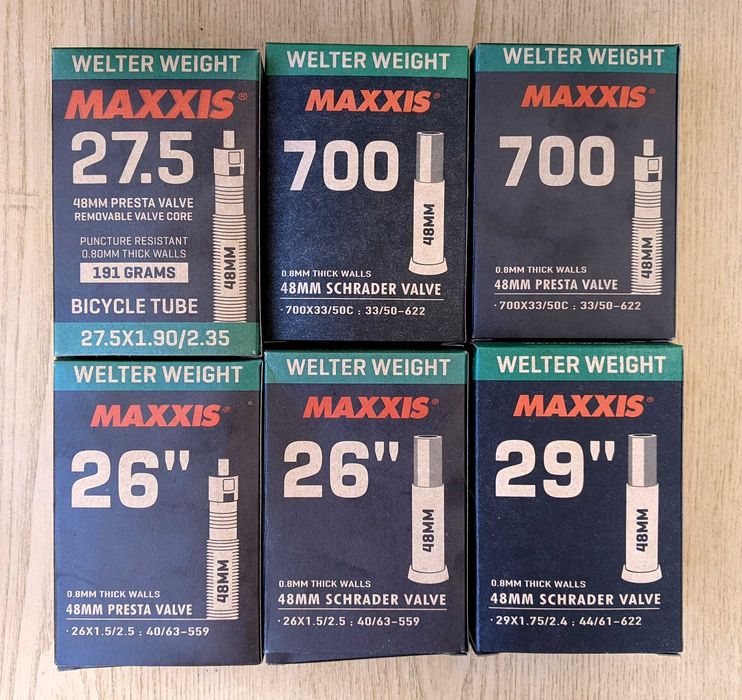 WELTER WEIGHT
MAXXIS®
27.5
48MM PRESTA VALVE
REMOVABLE VALVE CORE
PUNCTURE RESISTANT
0.80MM THICK WALLS
191 GRAMS
48MM
BICYCLE TUBE
27.5X1.90/2.35
WELTER WEIGHT
MAXXIS®
700
48MM
0.8MM THICK WALLS
48MM SCHRADER VALVE
·700X33/50C : 33/50-622
WELTER WEIGHT
MAXXIS®
700
48MM
0.8MM THICK WALLS
48MM PRESTA VALVE
·700X33/50C : 33/50-622
WELTER WEIGHT
MAXXIS®
26"
48MM
0.8MM THICK WALLS
48MM PRESTA VALVE
·26X1.5/2.5 : 40/63-559
WELTER WEIGHT
MAXXIS®
26"
48MM
0.8MM THICK WALLS
48MM SCHRADER VALVE
·26X1.5/2.5 : 40/63-559
WELTER WEIGHT
MAXXIS®
29"
48MM
0.8MM THICK WALLS
48MM SCHRADER VALVE
·29X1.75/2.4 : 44/61-622